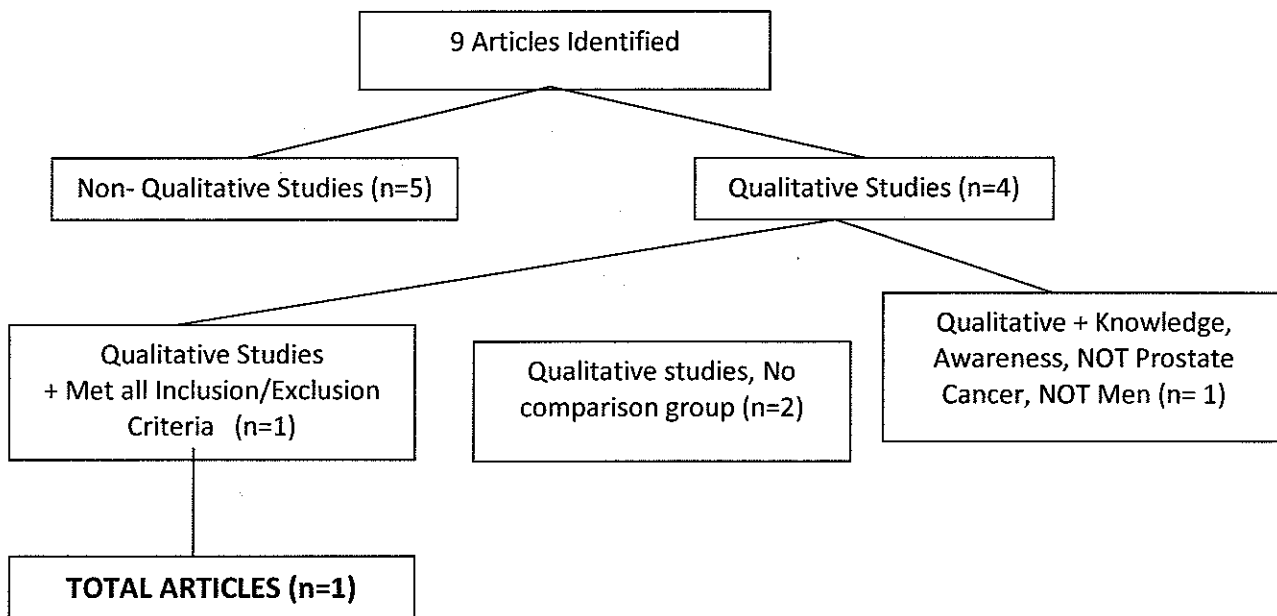 9 Articles Identified
Non- Qualitative Studies (n=5)
Qualitative Studies (n=4)
Qualitative Studies
+ Met all Inclusion/Exclusion
Criteria (n=1)
Qualitative studies, No
comparison group (n=2)
Qualitative + Knowledge,
Awareness, NOT Prostate
Cancer, NOT Men (n= 1)
TOTAL ARTICLES (n=1)